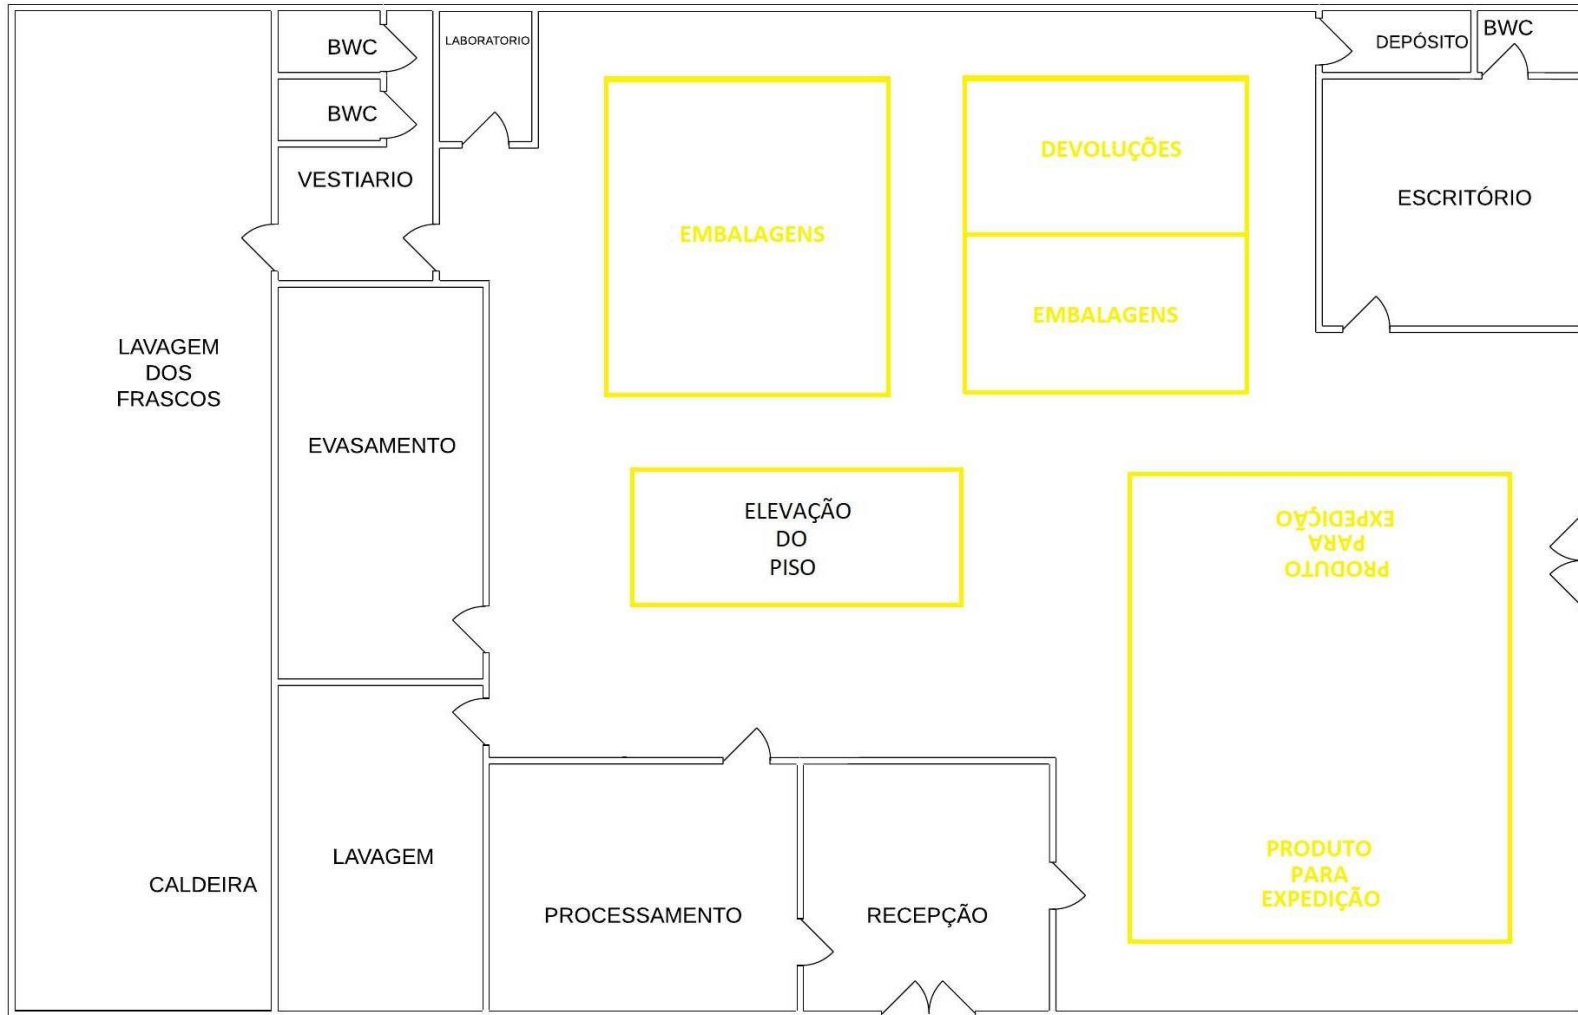 BWC
LABORATORIO
DEPÓSITO
BWC
BWC
VESTIARIO
DEVOLUÇÕES
ESCRITÓRIO
EMBALAGENS
EMBALAGENS
LAVAGEM
DOS
FRASCOS
EVASAMENTO
ELEVAÇÃO
DO
PISO
PRODUTO
PARA
EXPEDIÇÃO
PRODUTO
PARA
EXPEDIÇÃO
LAVAGEM
CALDEIRA
PROCESSAMENTO
RECEPÇÃO